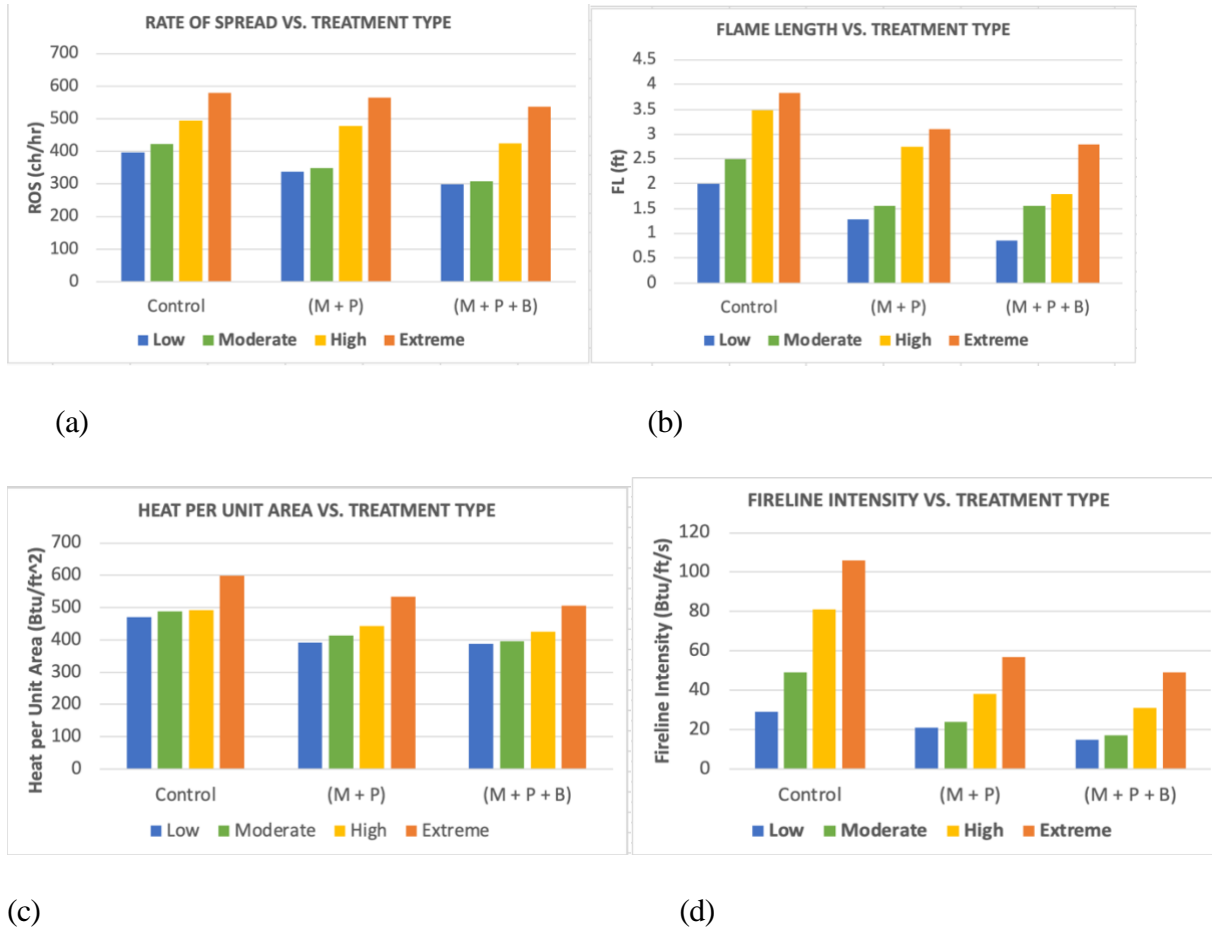 RATE OF SPREAD VS. TREATMENT TYPE
ROS (ch/hr)
700
600
500
400
300
200
100
0
Control (M + P) (M + P + B)
Low Moderate High Extreme
(a)
FLAME LENGTH VS. TREATMENT TYPE
FL (ft)
4.5
4
3.5
3
2.5
2
1.5
1
0.5
0
Control (M + P) (M + P + B)
Low Moderate High Extreme
(b)
HEAT PER UNIT AREA VS. TREATMENT TYPE
Heat per Unit Area (Btu/ft^2)
700
600
500
400
300
200
100
0
Control (M + P) (M + P + B)
Low Moderate High Extreme
(c)
FIRELINE INTENSITY VS. TREATMENT TYPE
Fireline Intensity (Btu/ft/s)
120
100
80
60
40
20
0
Control (M + P) (M + P + B)
Low Moderate High Extreme
(d)